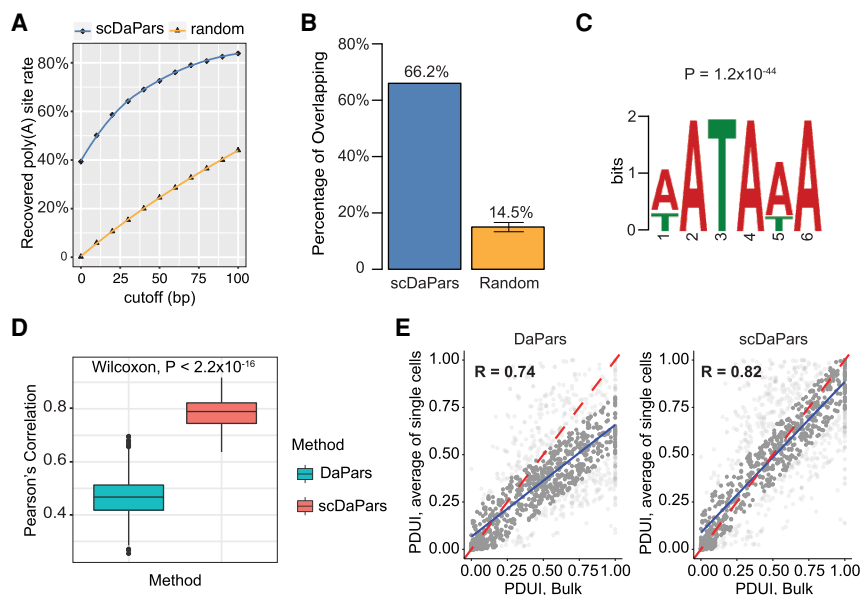 A
scDaPars random
Recovered poly(A) site rate
80%
60%
40%
20%
0
0 25 50 75 100
cutoff (bp)
B
Percentage of Overlapping
80%
60%
40%
20%
0
66.2%
14.5%
scDaPars Random
C
P = 1.2x10-44
bits
2
1
0
A A T A A A
T T
1 2 3 4 5 6
D
Wilcoxon, P < 2.2x10-16
Pearson's Correlation
0.8
0.6
0.4
Method
Method
DaPars
scDaPars
E
DaPars
PDUI, average of single cells
1.00
0.75
0.50
0.25
0.00
R = 0.74
0.00 0.25 0.50 0.75 1.00
PDUI, Bulk
scDaPars
PDUI, average of single cells
1.00
0.75
0.50
0.25
0.00
R = 0.82
0.00 0.25 0.50 0.75 1.00
PDUI, Bulk